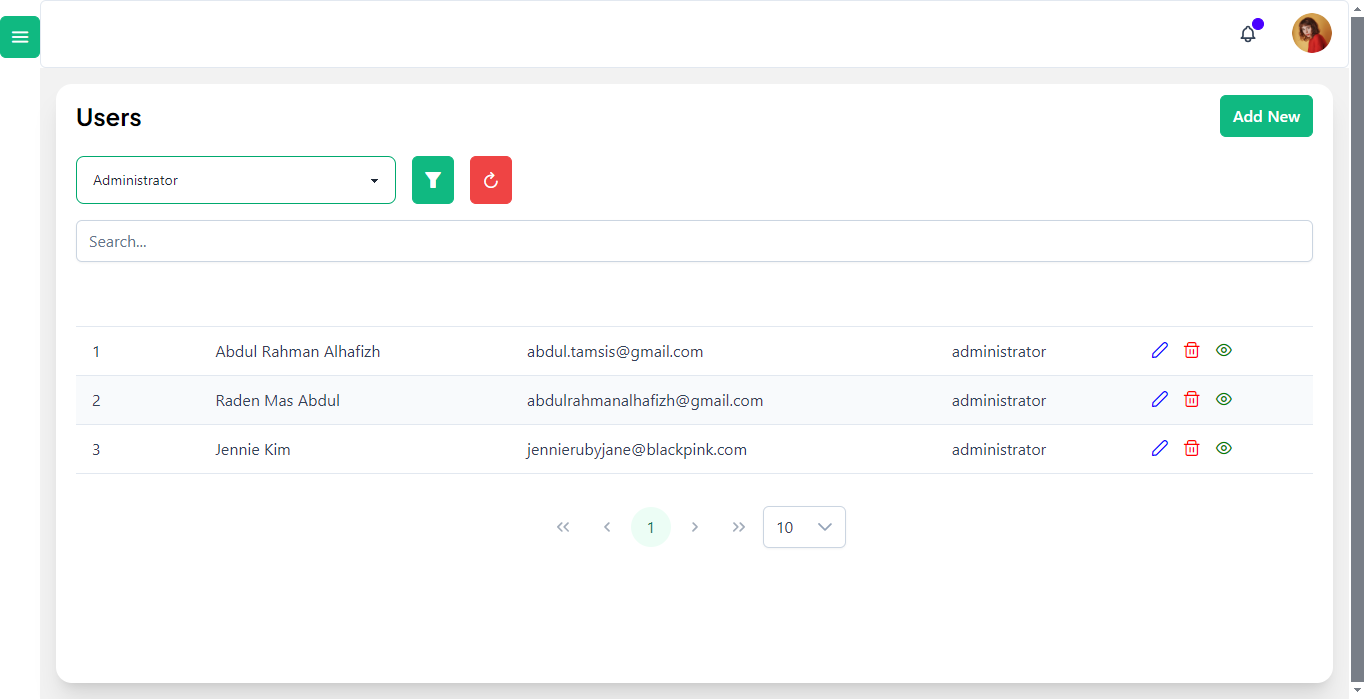 Users
Add New
Administrator
Search...
1 Abdul Rahman Alhafizh abdul.tamsis@gmail.com administrator
2 Raden Mas Abdul abdulrahmanalhafizh@gmail.com administrator
3 Jennie Kim jennierubyjane@blackpink.com administrator
1 10